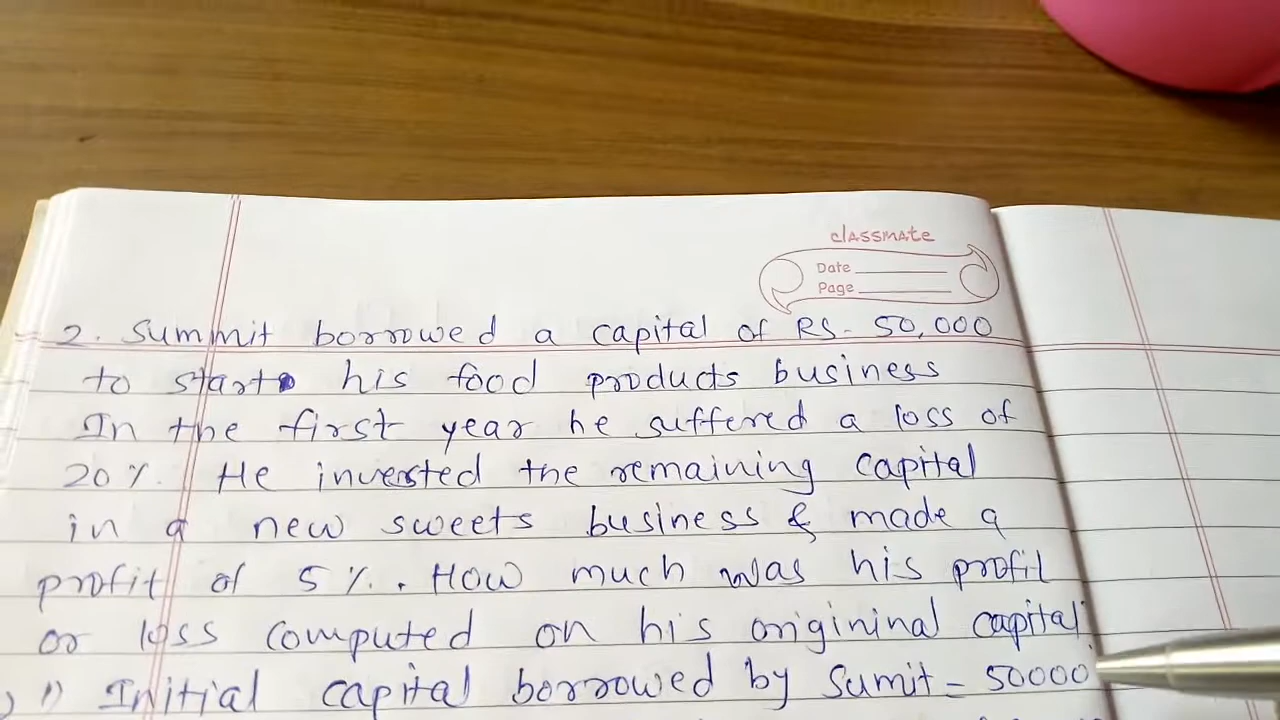 classmate
Date
Page
2. Summit borrowed a capital of RS- 50,000
to start his food products business
In the first year he suffered a loss of
20%. He inversted the remaining capital
in a new sweets business & made a
profit of 5%. How much was his profit
or loss computed on his origininal capital.
1) Initial capital borrowed by Sumit - 50000